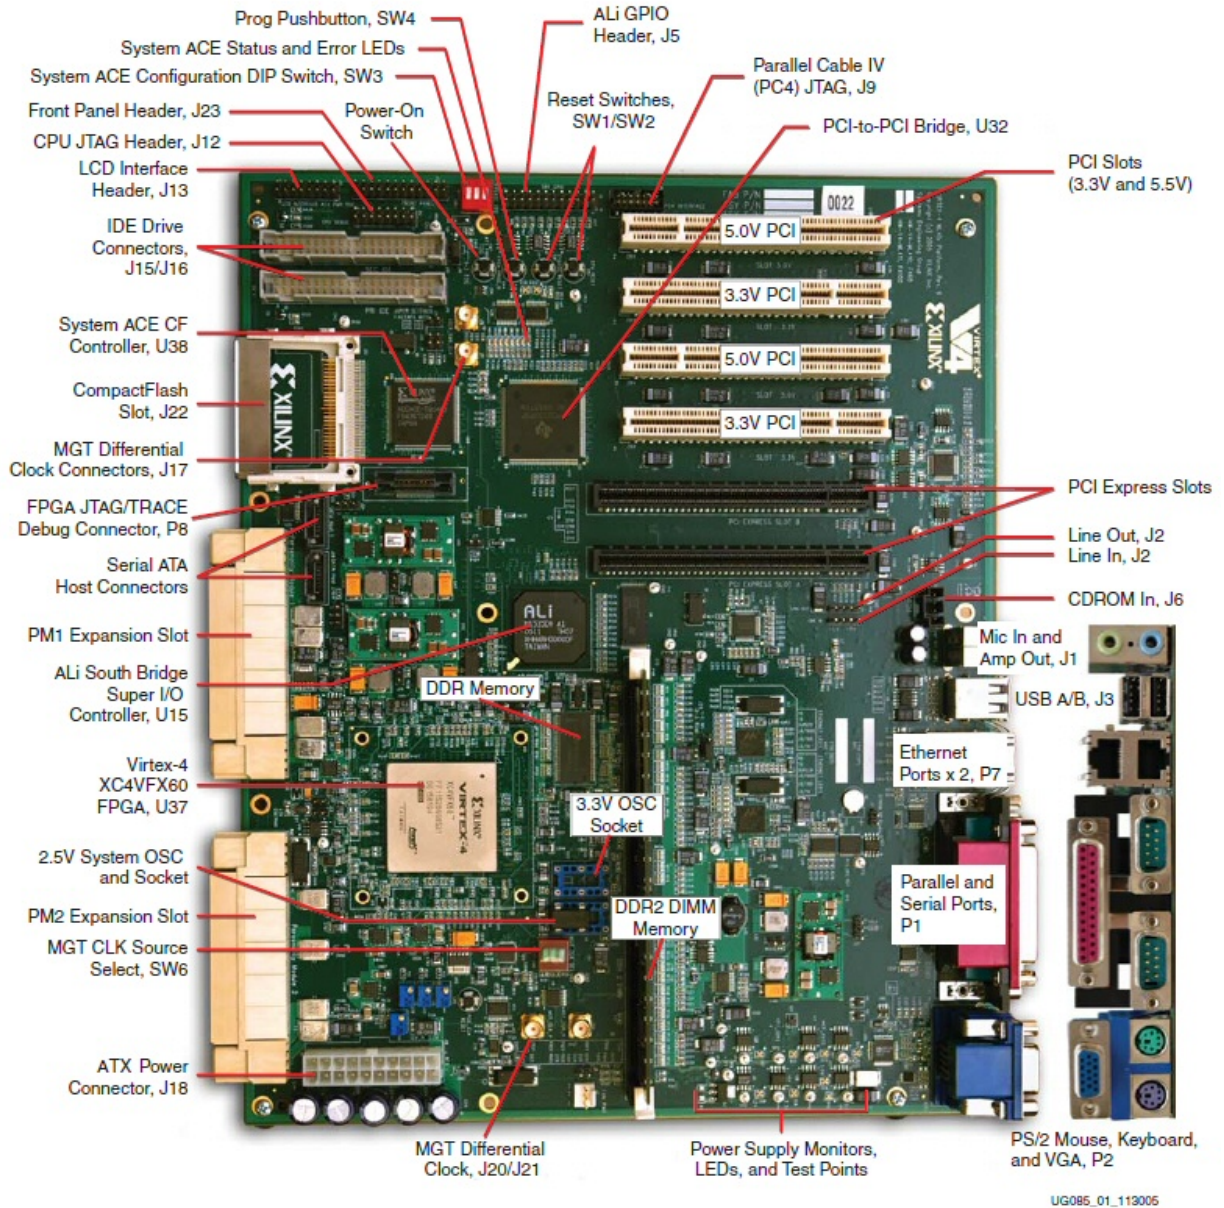 Prog Pushbutton, SW4
System ACE Status and Error LEDs
System ACE Configuration DIP Switch, SW3
Front Panel Header, J23
CPU JTAG Header, J12
LCD Interface
Header, J13
IDE Drive
Connectors,
J15/J16
System ACE CF
Controller, U38
CompactFlash
Slot, J22
MGT Differential
Clock Connectors, J17
FPGA JTAG/TRACE
Debug Connector, P8
Serial ATA
Host Connectors
PM1 Expansion Slot
ALi South Bridge
Super I/O
Controller, U15
Virtex-4
XC4VFX60
FPGA, U37
2.5V System OSC
and Socket
PM2 Expansion Slot
MGT CLK Source
Select, SW6
ATX Power
Connector, J18
Power-On
Switch
ALi GPIO
Header, J5
Reset Switches,
SW1/SW2
Parallel Cable IV
(PC4) JTAG, J9
PCI-to-PCI Bridge, U32
PCI Slots
(3.3V and 5.5V)
0022
5.0V PCI
3.3V PCI
5.0V PCI
3.3V PCI
XILINX
VIRTEX
4
XILINX
PCI Express Slots
Line Out, J2
Line In, J2
CDROM In, J6
Mic In and
Amp Out, J1
USB A/B, J3
Ethernet
Ports x 2, P7
Parallel and
Serial Ports,
P1
PS/2 Mouse, Keyboard,
and VGA, P2
ALi
DDR Memory
XILINX
VIRTEX-4
3.3V OSC
Socket
DDR2 DIMM
Memory
MGT Differential
Clock, J20/J21
Power Supply Monitors,
LEDs, and Test Points
UG085_01_113005